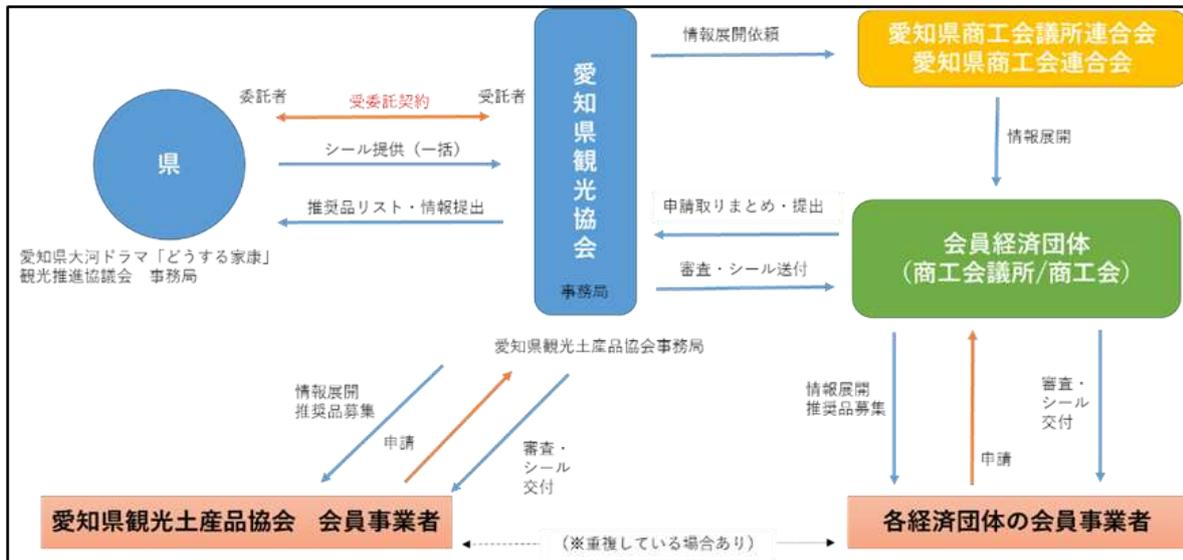 愛知県商工会議所連合会
愛知県商工会連合会
情報展開依頼
愛知県観光協会
事務局
委託者
受委託契約
受託者
県
シール提供（一括）
推奨品リスト・情報提出
愛知県大河ドラマ「どうする家康」
観光推進協議会　事務局
情報展開
申請取りまとめ・提出
審査・シール送付
会員経済団体
(商工会議所/商工会)
愛知県観光土産品協会事務局
情報展開
推奨品募集
申請
審査・
シール
交付
情報展開
推奨品募集
申請
審査・
シール
交付
愛知県観光土産品協会　会員事業者
（※重複している場合あり）
各経済団体の会員事業者